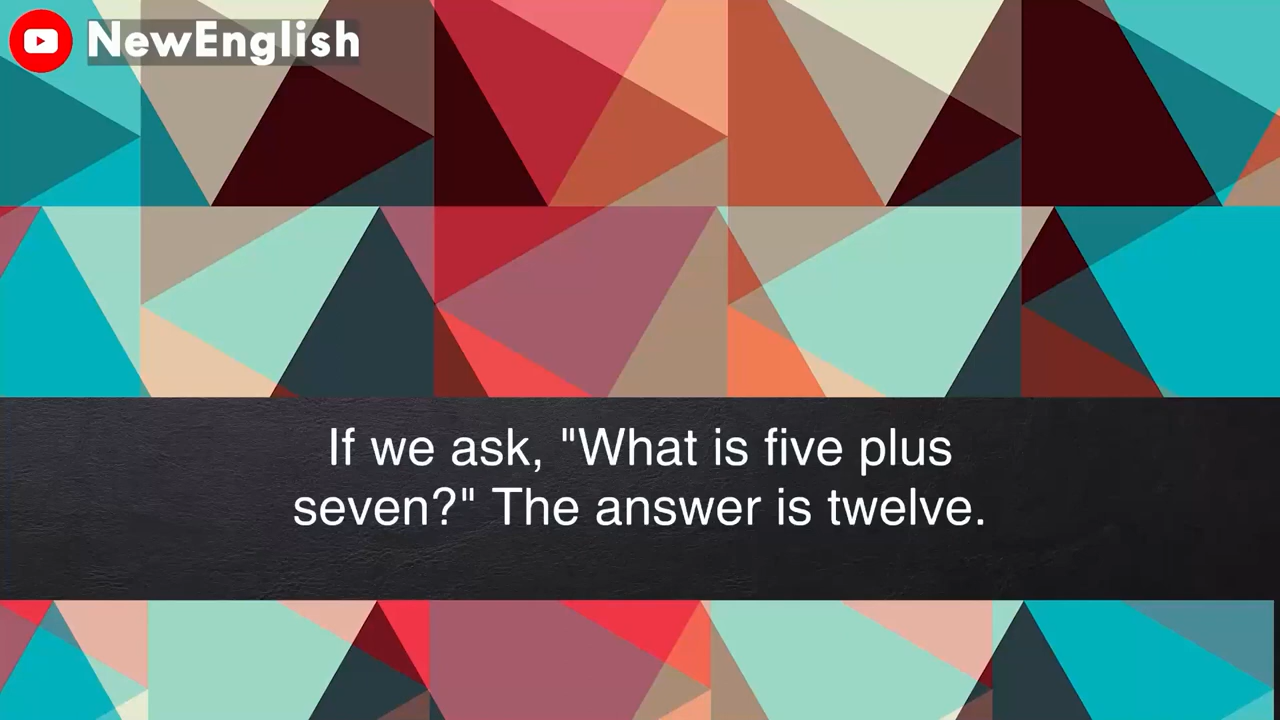 NewEnglish
If we ask, "What is five plus
seven?" The answer is twelve.